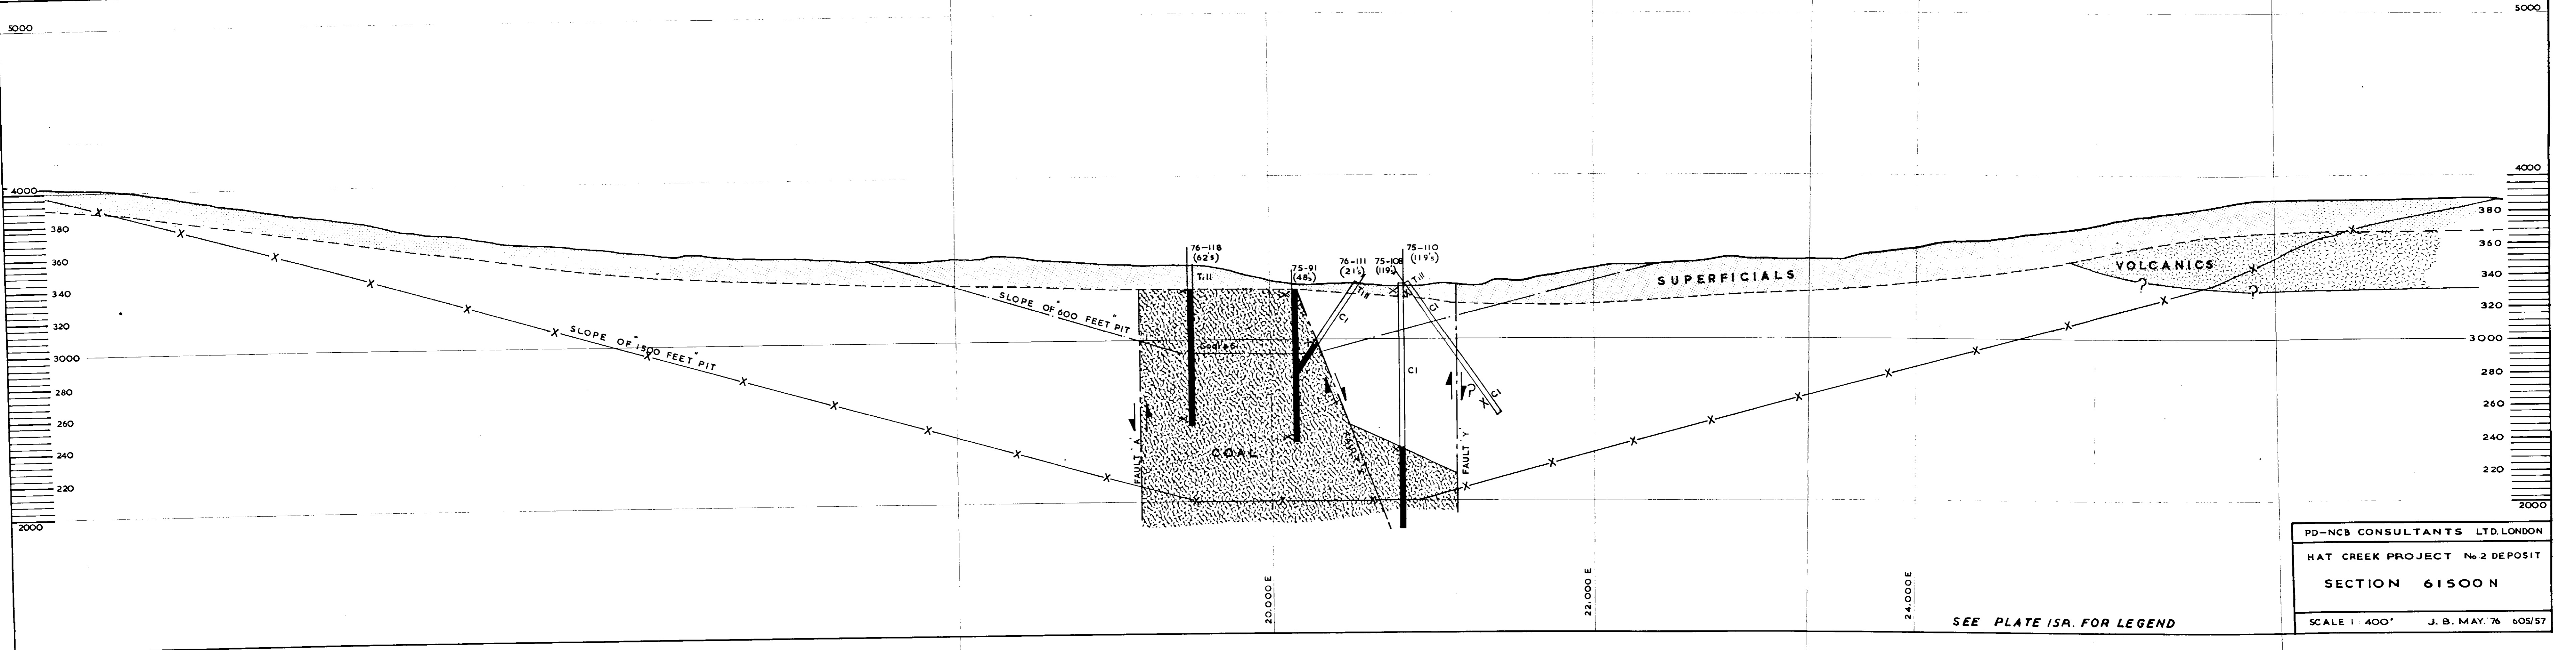 5000
5000
4000
4000
380
360
340
320
3000
280
260
240
220
2000
380
360
340
320
3000
280
260
240
220
2000
76-118
(62's)
Till
75-91
(48's)
76-111
(21's)
Till
Cl
75-108
(119's)
75-110
(119's)
Till
Cl
Cl
Cl
SLOPE OF "600 FEET" PIT
SLOPE OF "1500 FEET" PIT
COAL
FAULT 'A'
FAULT 'Y'
?
SUPERFICIALS
VOLCANICS
?
?
20.000 E
22.000 E
24.000 E
SEE PLATE 15A. FOR LEGEND
PD-NCB CONSULTANTS LTD. LONDON
HAT CREEK PROJECT No 2 DEPOSIT
SECTION 61500 N
SCALE 1 : 400' J. B. MAY. '76 605/57